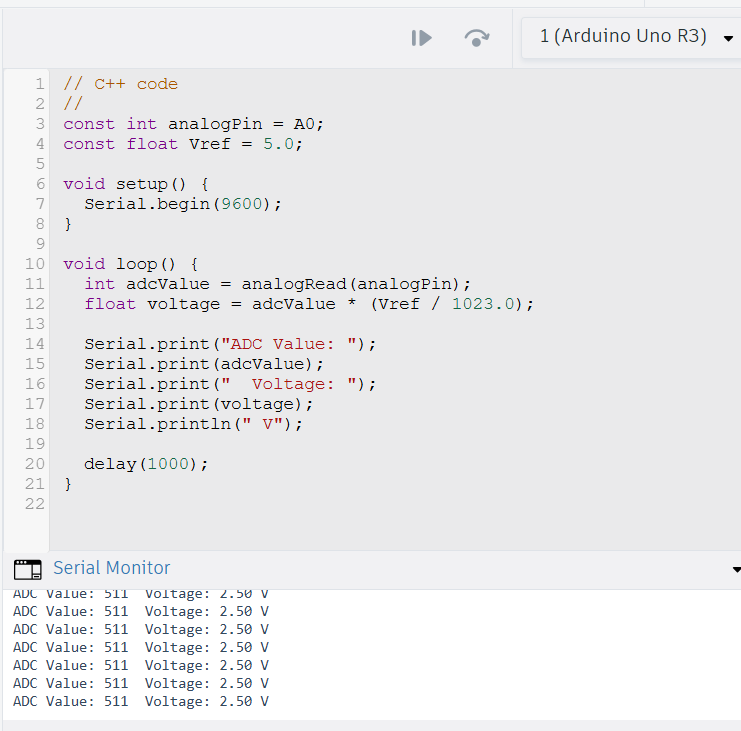 1 (Arduino Uno R3)
1 // C++ code
2 //
3 const int analogPin = A0;
4 const float Vref = 5.0;
5
6 void setup() {
7   Serial.begin(9600);
8 }
9
10 void loop() {
11   int adcValue = analogRead(analogPin);
12   float voltage = adcValue * (Vref / 1023.0);
13
14   Serial.print("ADC Value: ");
15   Serial.print(adcValue);
16   Serial.print("  Voltage: ");
17   Serial.print(voltage);
18   Serial.println(" V");
19
20   delay(1000);
21 }
22
Serial Monitor
ADC Value: 511  Voltage: 2.50 V
ADC Value: 511  Voltage: 2.50 V
ADC Value: 511  Voltage: 2.50 V
ADC Value: 511  Voltage: 2.50 V
ADC Value: 511  Voltage: 2.50 V
ADC Value: 511  Voltage: 2.50 V
ADC Value: 511  Voltage: 2.50 V